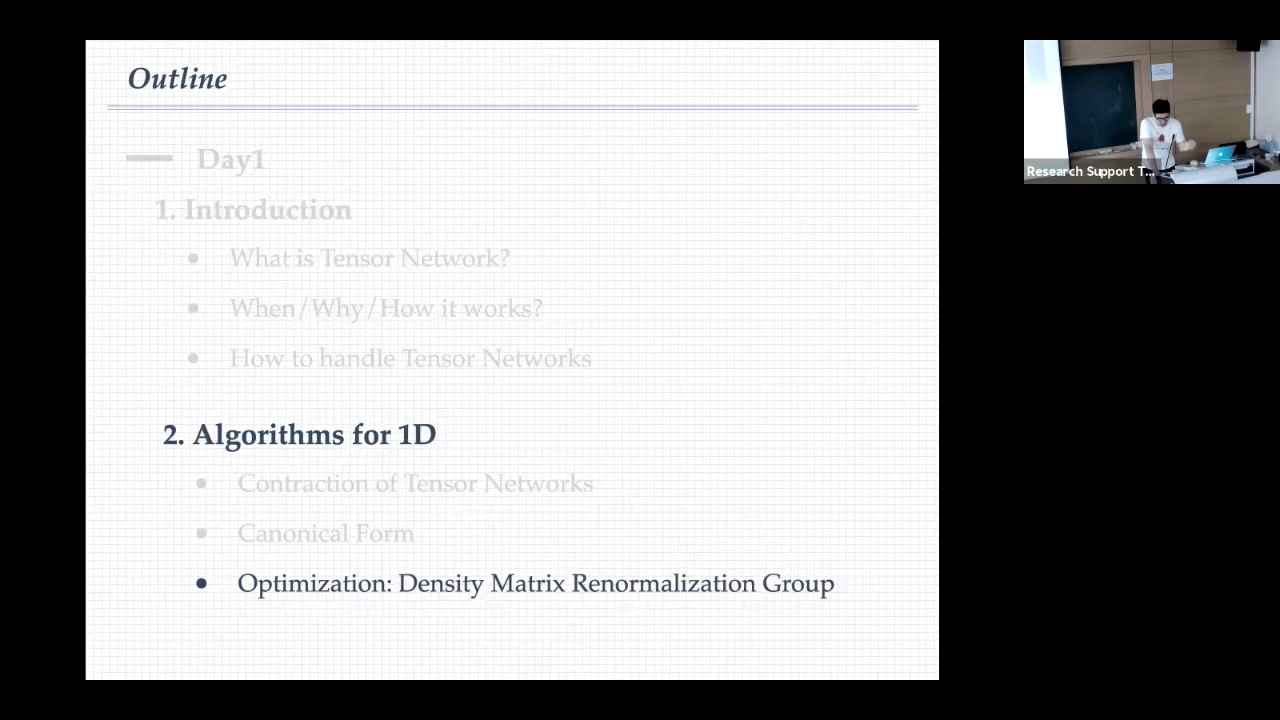 Outline
Day1
1. Introduction
• What is Tensor Network?
• When/Why/How it works?
• How to handle Tensor Networks
2. Algorithms for 1D
• Contraction of Tensor Networks
• Canonical Form
• Optimization: Density Matrix Renormalization Group
Research Support T...